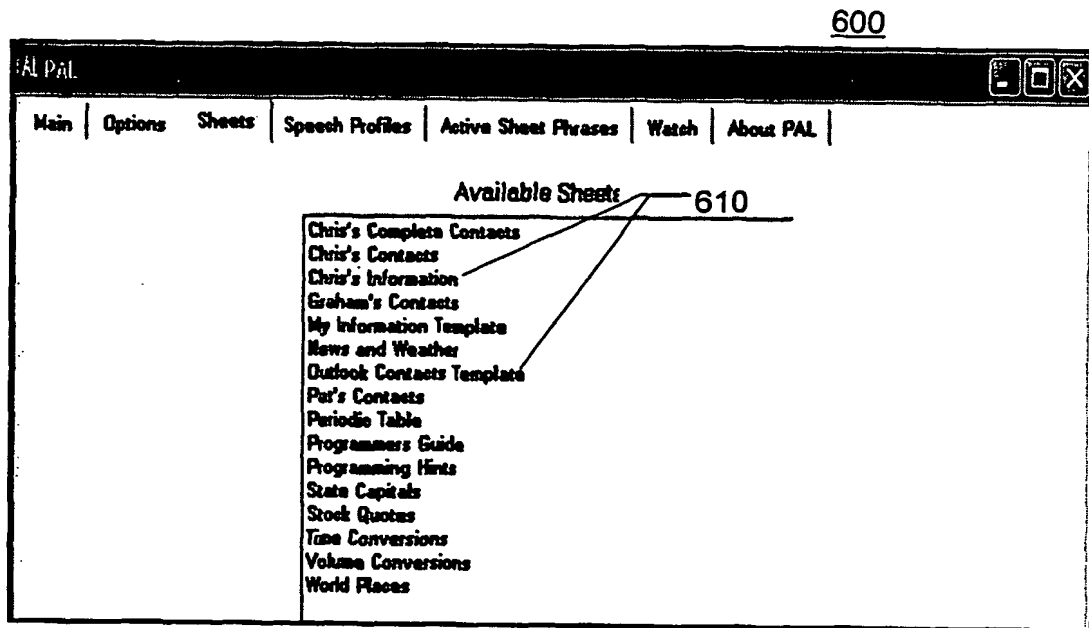 600
PAL
Main Options Sheets Speech Profiles Active Sheet Phrases Watch About PAL
Available Sheets 610
Chris's Complete Contacts
Chris's Contacts
Chris's Information
Graham's Contacts
My Information Template
News and Weather
Outlook Contacts Template
Pat's Contacts
Periodic Table
Programmers Guide
Programming Hints
State Capitals
Stock Quotes
Time Conversions
Volume Conversions
World Places